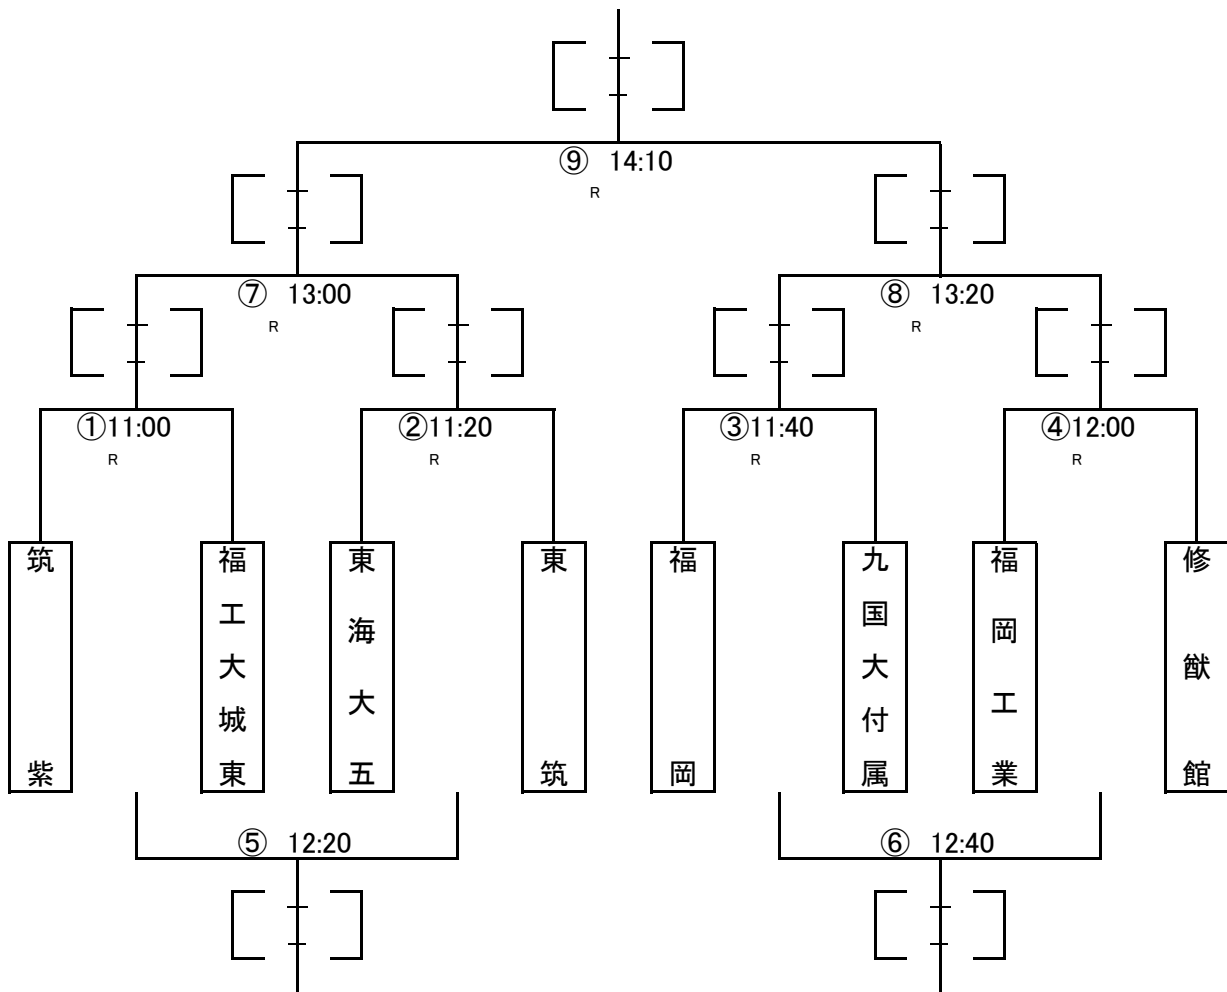 ⑨ 14:10
R
⑦ 13:00
R
⑧ 13:20
R
①11:00
R
②11:20
R
③11:40
R
④12:00
R
筑紫
福工大城東
東海大五
東筑
福岡
九国大付属
福岡工業
修猷館
⑤ 12:20
⑥ 12:40